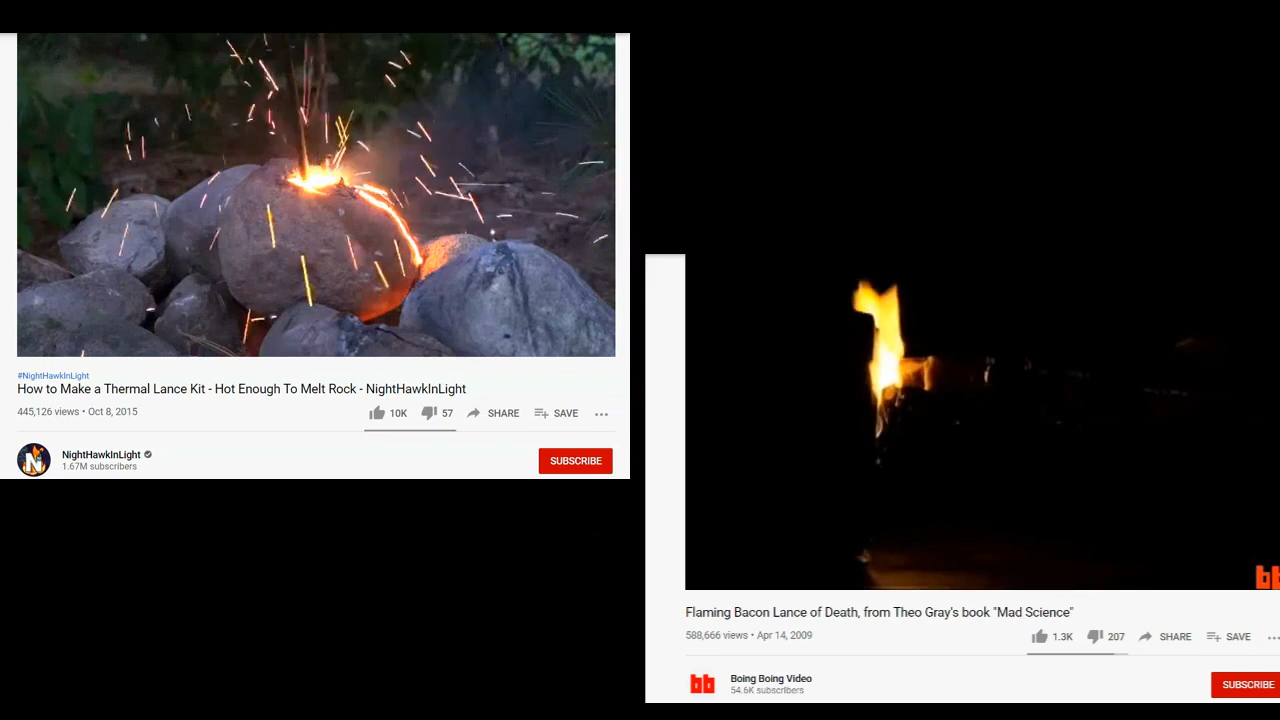 #NightHawkInLight
How to Make a Thermal Lance Kit - Hot Enough To Melt Rock - NightHawkInLight
445,126 views • Oct 8, 2015
10K 57 SHARE SAVE
N
NightHawkInLight
1.67M subscribers
SUBSCRIBE
bb
Flaming Bacon Lance of Death, from Theo Gray's book "Mad Science"
588,666 views • Apr 14, 2009
1.3K 207 SHARE SAVE
bb
Boing Boing Video
54.6K subscribers
SUBSCRIBE